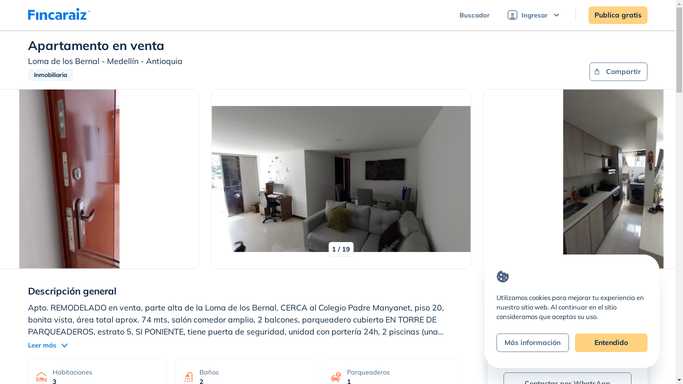 Fincaraiz
Buscador
Ingresar
Publica gratis
Apartamento en venta
Loma de los Bernal - Medellín - Antioquia
Inmobiliaria
Compartir
1 / 19
Descripción general
Apto. REMODELADO en venta, parte alta de la Loma de los Bernal. CERCA al Colegio Padre Manyanet, piso 20,
bonita vista, área total aprox. 74 mts, salón comedor amplio, 2 balcones, parqueadero cubierto EN TORRE DE
PARQUEADEROS, estrato 5, SI PONIENTE, tiene puerta de seguridad, unidad con portería 24h, 2 piscinas (una...
Leer más
Habitaciones
3
Baños
2
Parqueaderos
1
Utilizamos cookies para mejorar tu experiencia en
nuestro sitio web. Al continuar en el sitio
consideramos que aceptas su uso.
Más información
Entendido
Contactar por WhatsApp